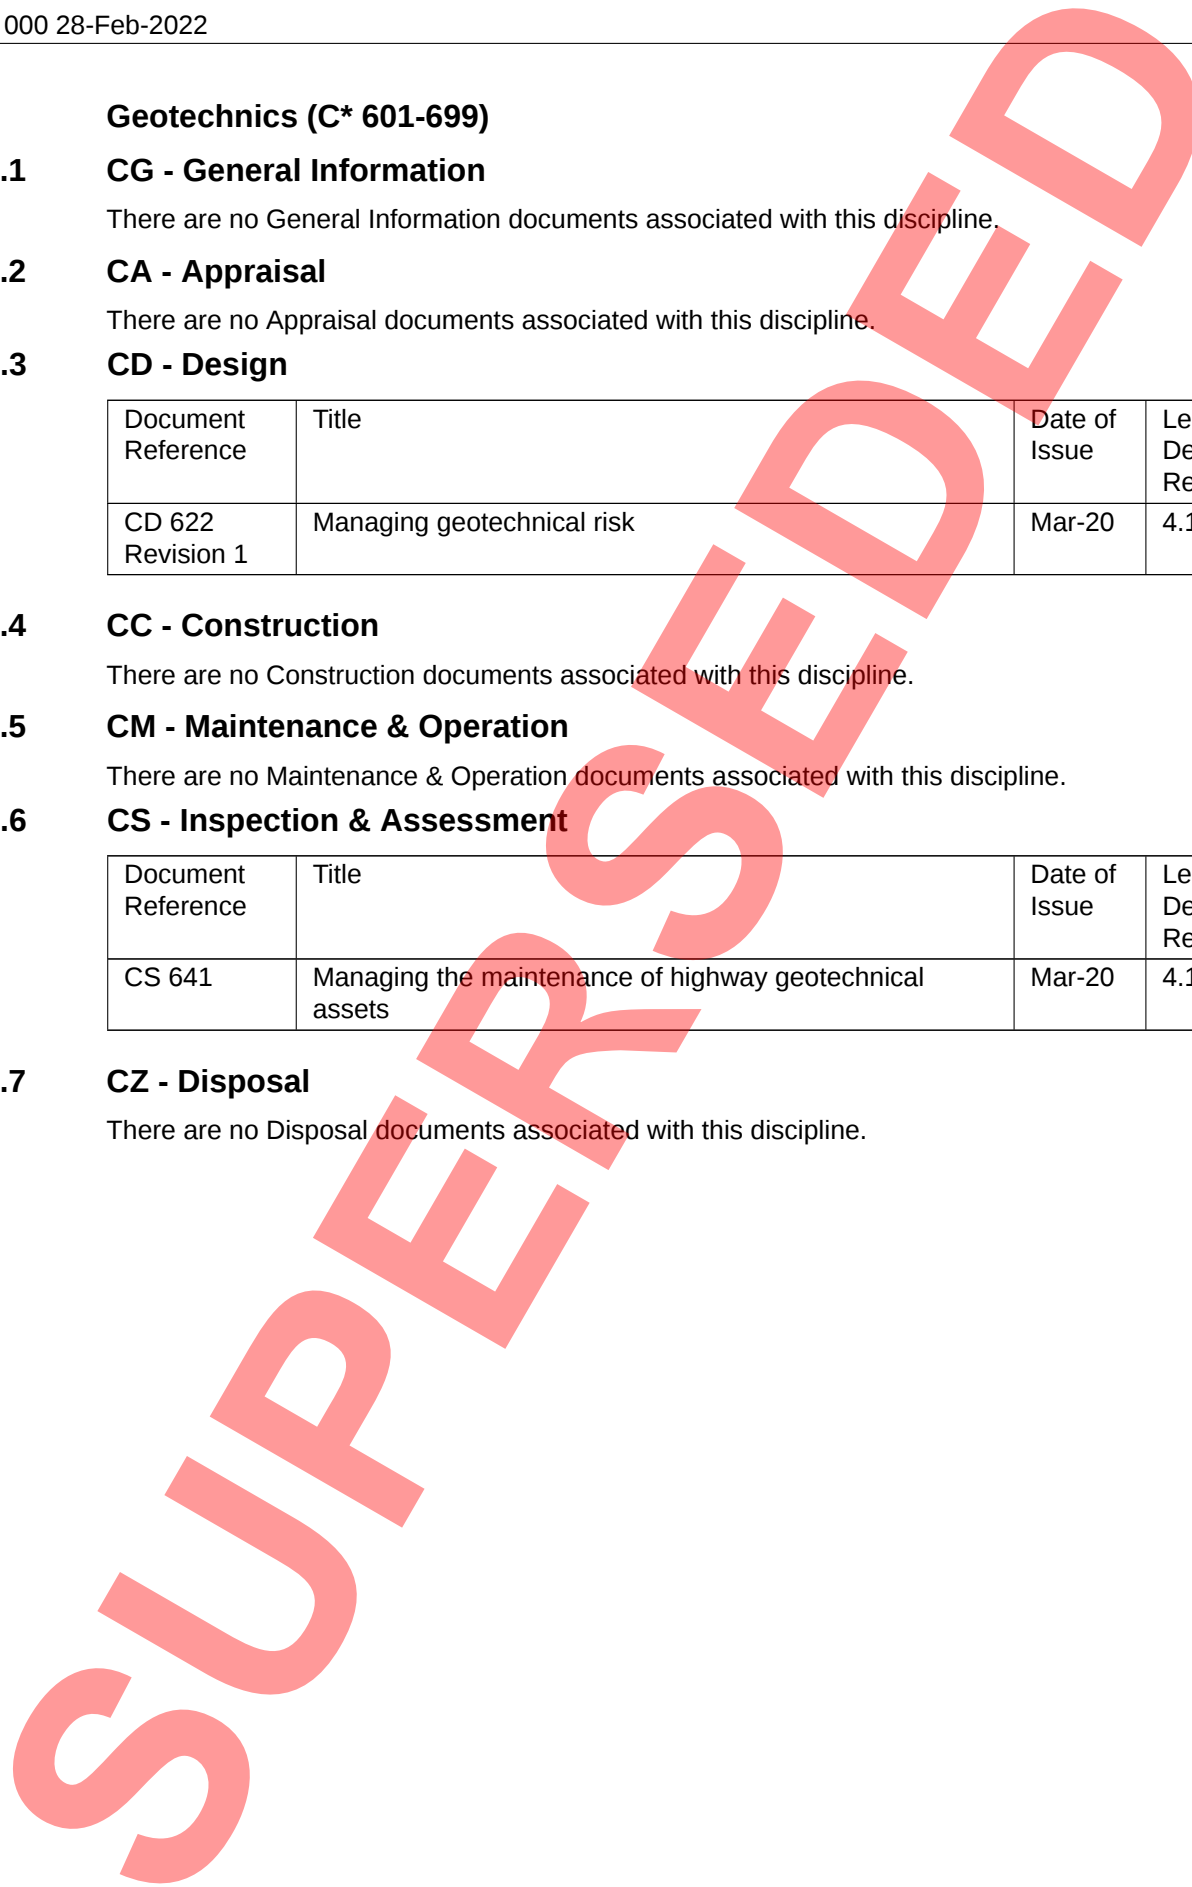 000 28-Feb-2022
Geotechnics (C* 601-699)
.1 CG - General Information
There are no General Information documents associated with this discipline.
.2 CA - Appraisal
There are no Appraisal documents associated with this discipline.
.3 CD - Design
Document Title Date of Le
Reference Issue De
Re
CD 622 Managing geotechnical risk Mar-20 4.1
Revision 1
.4 CC - Construction
There are no Construction documents associated with this discipline.
.5 CM - Maintenance & Operation
There are no Maintenance & Operation documents associated with this discipline.
.6 CS - Inspection & Assessment
Document Title Date of Le
Reference Issue De
Re
CS 641 Managing the maintenance of highway geotechnical Mar-20 4.1
assets
.7 CZ - Disposal
There are no Disposal documents associated with this discipline.
SUPERSEDED